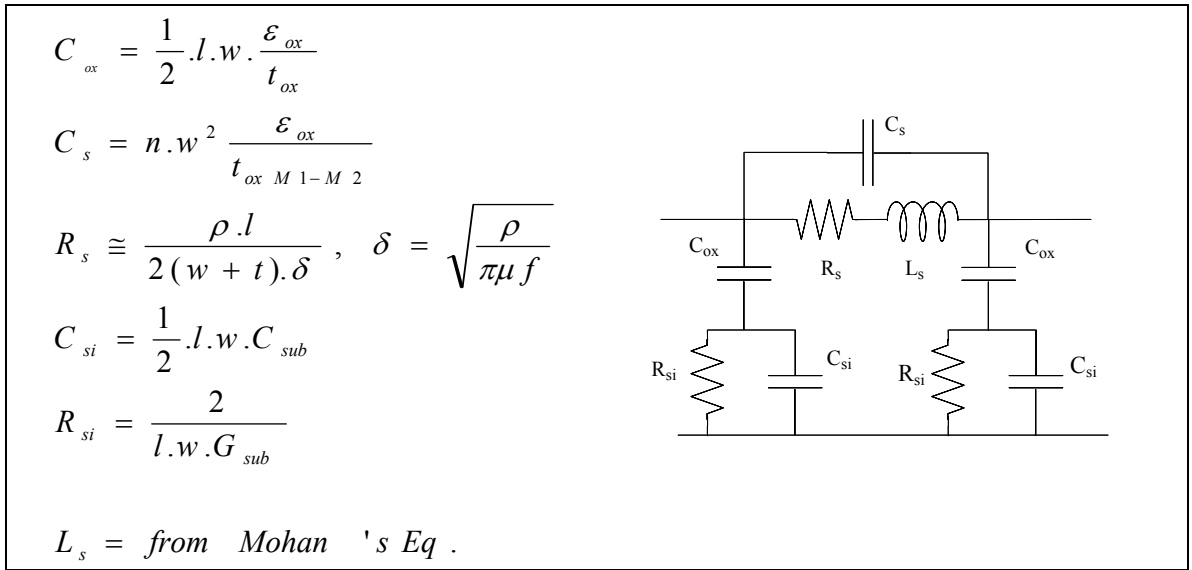 C_ox = 1/2 .l.w. ε_ox / t_ox
C_s = n.w² ε_ox / t_ox M1−M2
R_s ≅ ρ.l / 2(w + t).δ , δ = √(ρ / πμf)
C_si = 1/2 .l.w.C_sub
R_si = 2 / l.w.G_sub
L_s = from Mohan 's Eq .
C_s
C_ox
R_s
L_s
C_ox
R_si
C_si
R_si
C_si